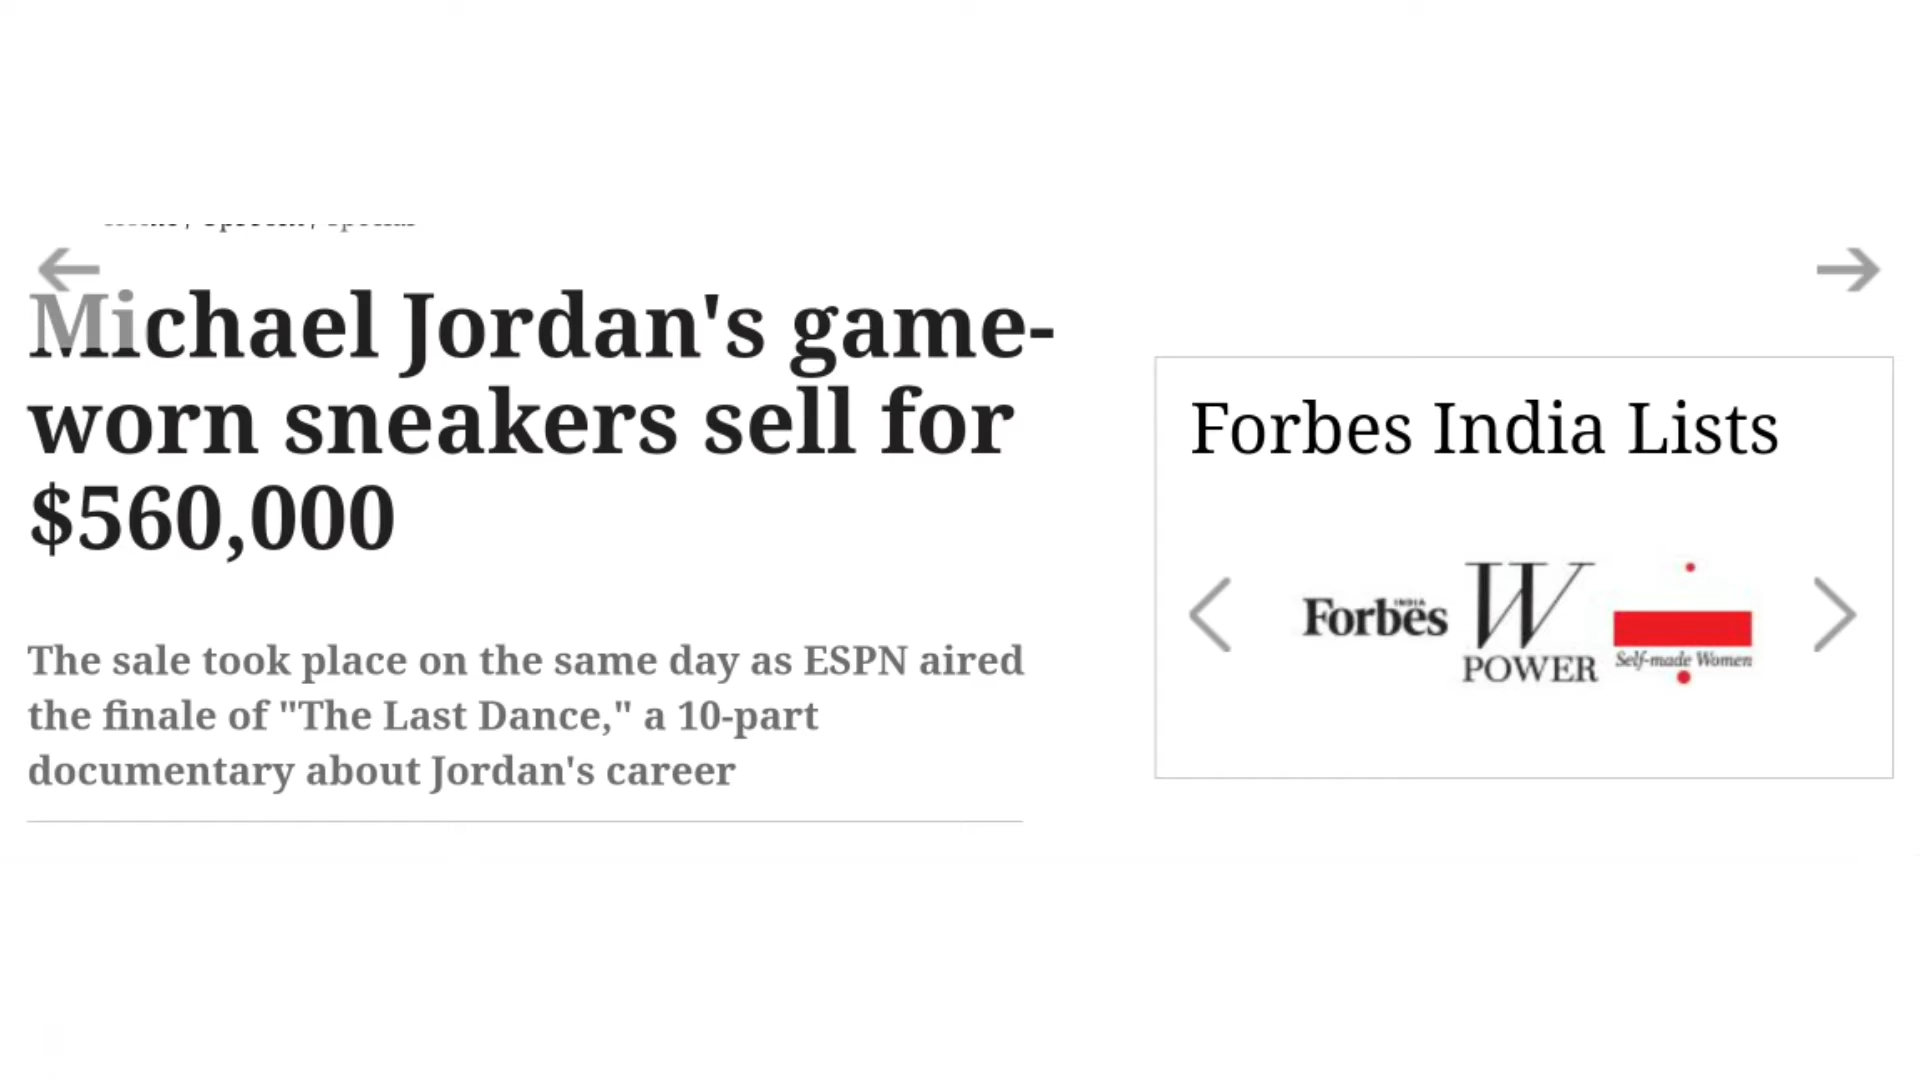 Michael Jordan's game-
worn sneakers sell for
$560,000
The sale took place on the same day as ESPN aired
the finale of "The Last Dance," a 10-part
documentary about Jordan's career
Forbes India Lists
Forbes INDIA
W
POWER
Self-made Women